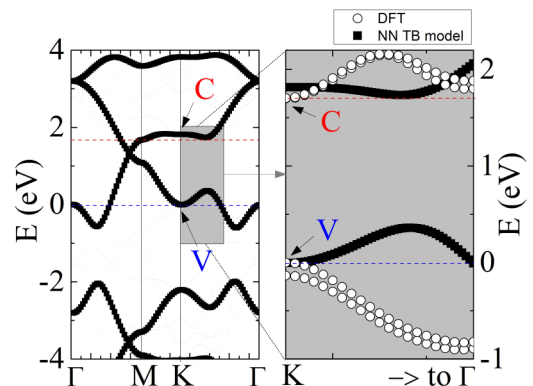 DFT
NN TB model
4
2
0
-2
-4
E (eV)
C
V
Γ M K Γ
C
V
2
1
0
-1
E (eV)
K –> to Γ